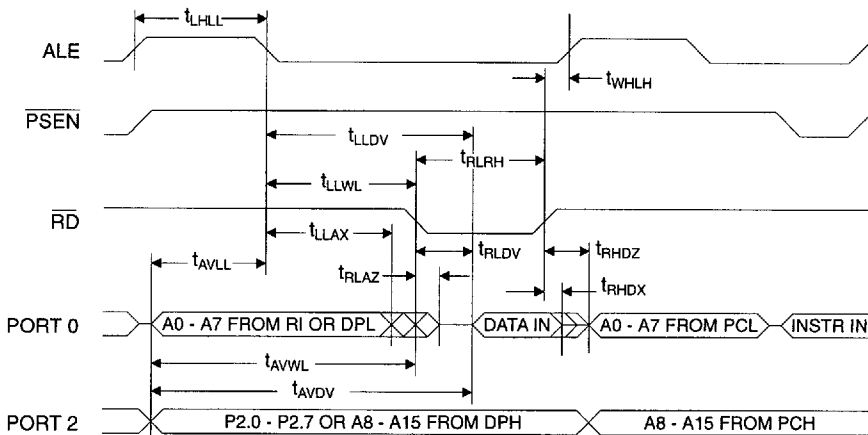 tLHLL
ALE
tWHLH
PSEN
tLLDV
tRLRH
tLLWL
RD
tLLAX
tRLDV
tRHDZ
tAVLL
tRLAZ
tRHDX
PORT 0
A0 - A7 FROM RI OR DPL
DATA IN
A0 - A7 FROM PCL
INSTR IN
tAVWL
tAVDV
PORT 2
P2.0 - P2.7 OR A8 - A15 FROM DPH
A8 - A15 FROM PCH